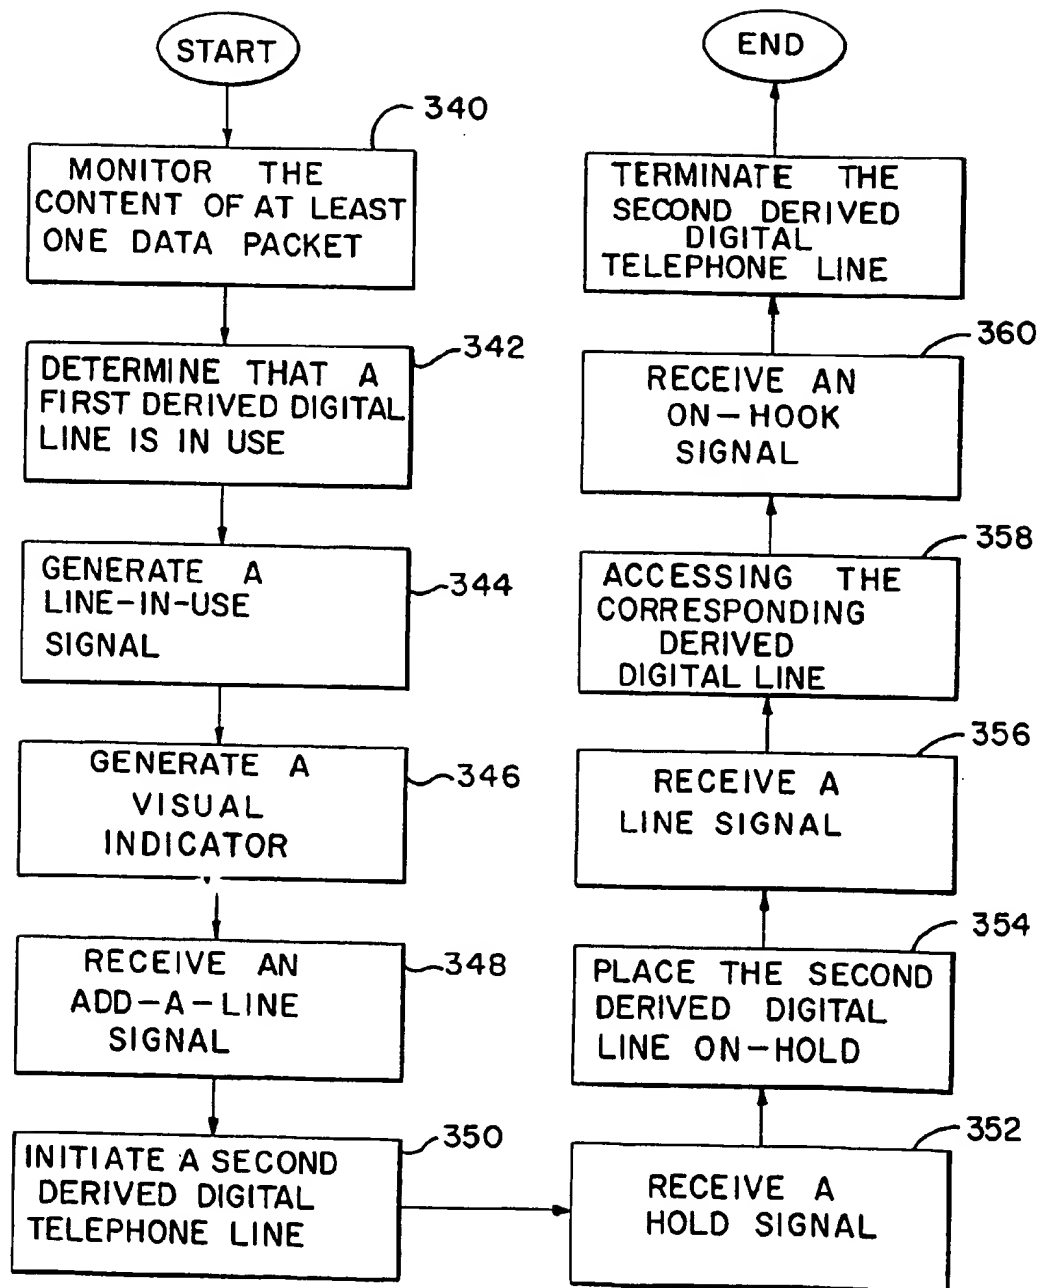 START
340
MONITOR THE
CONTENT OF AT LEAST
ONE DATA PACKET
342
DETERMINE THAT A
FIRST DERIVED DIGITAL
LINE IS IN USE
344
GENERATE A
LINE-IN-USE
SIGNAL
346
GENERATE A
VISUAL
INDICATOR
348
RECEIVE AN
ADD-A-LINE
SIGNAL
350
INITIATE A SECOND
DERIVED DIGITAL
TELEPHONE LINE
352
RECEIVE A
HOLD SIGNAL
354
PLACE THE SECOND
DERIVED DIGITAL
LINE ON-HOLD
356
RECEIVE A
LINE SIGNAL
358
ACCESSING THE
CORRESPONDING
DERIVED
DIGITAL LINE
360
RECEIVE AN
ON-HOOK
SIGNAL
TERMINATE THE
SECOND DERIVED
DIGITAL
TELEPHONE LINE
END